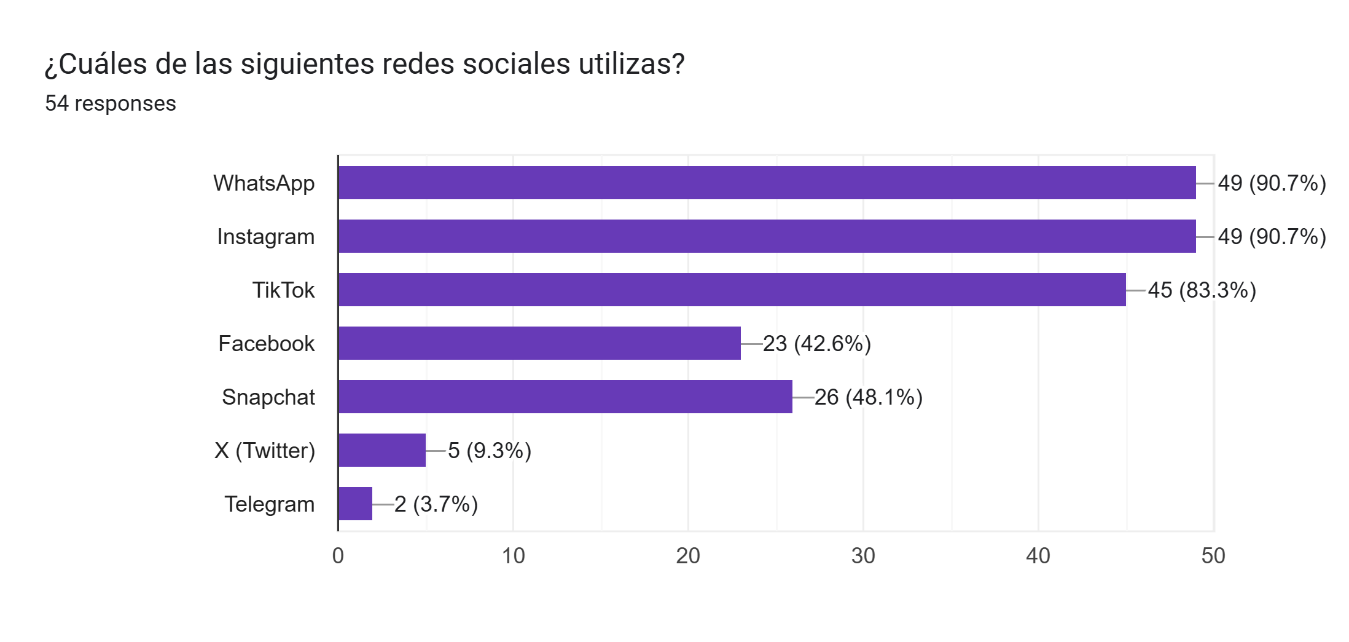 ¿Cuáles de las siguientes redes sociales utilizas?
54 responses
WhatsApp 49 (90.7%)
Instagram 49 (90.7%)
TikTok 45 (83.3%)
Facebook 23 (42.6%)
Snapchat 26 (48.1%)
X (Twitter) 5 (9.3%)
Telegram 2 (3.7%)
0 10 20 30 40 50